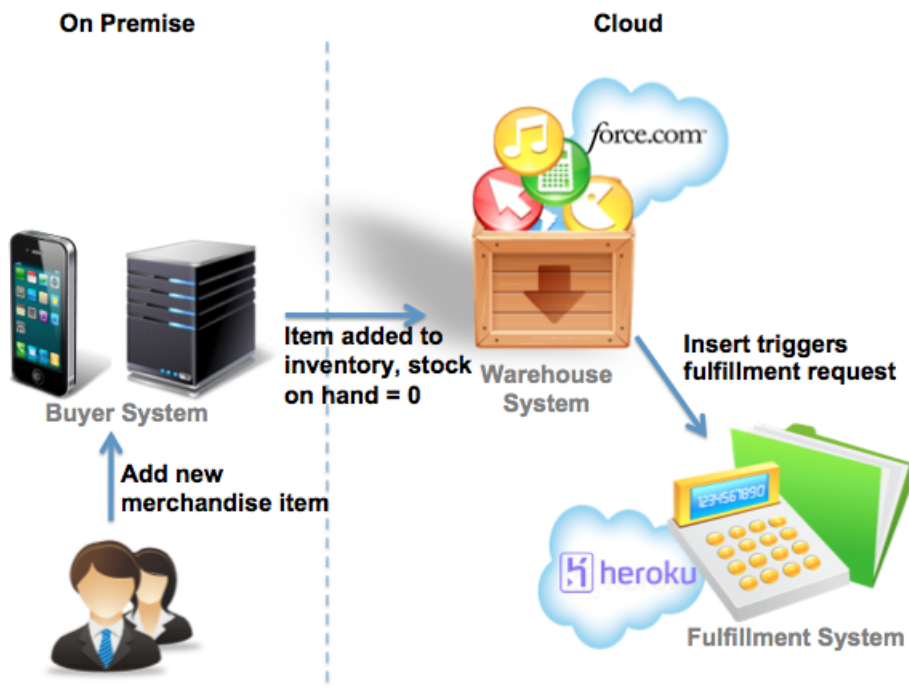 On Premise
Cloud
force.com
Item added to
inventory, stock
on hand = 0
Insert triggers
fulfillment request
Warehouse
System
Buyer System
Add new
merchandise item
1234567890
heroku
Fulfillment System